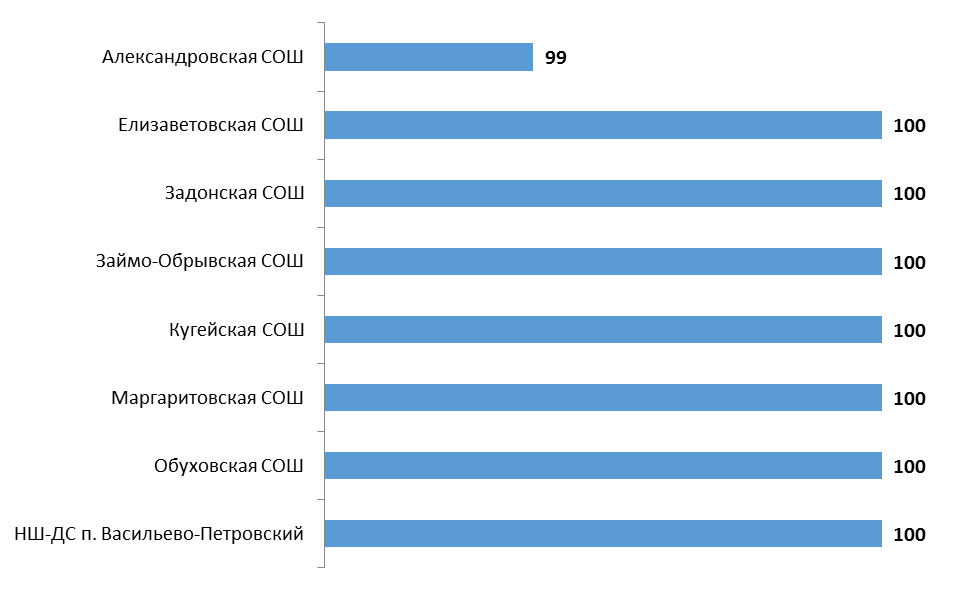 Александровская СОШ 99
Елизаветовская СОШ 100
Задонская СОШ 100
Займо-Обрывская СОШ 100
Кугейская СОШ 100
Маргаритовская СОШ 100
Обуховская СОШ 100
НШ-ДС п. Васильево-Петровский 100